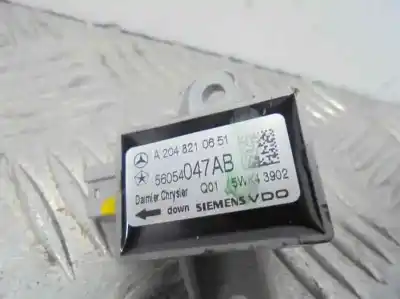 A 204 821 06 51
56054047AB
Daimler Chrysler Q01 5WK4 3902
down SIEMENS VDO